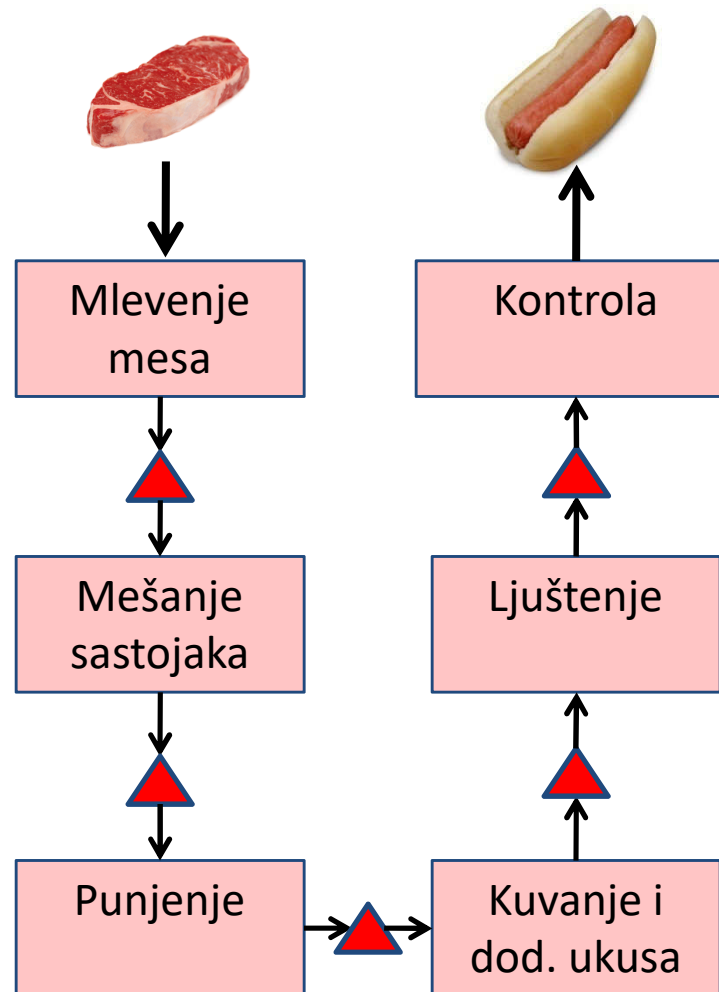 Mlevenje
mesa
Mešanje
sastojaka
Punjenje
Kuvanje i
dod. ukusa
Ljuštenje
Kontrola